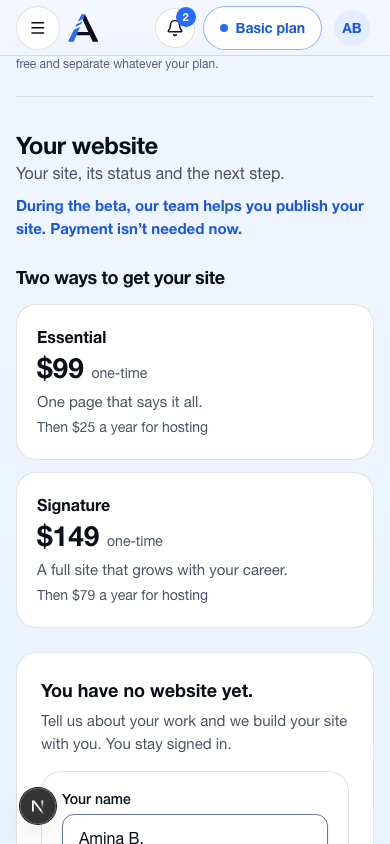 2
Basic plan
AB
free and separate whatever your plan.
Your website
Your site, its status and the next step.
During the beta, our team helps you publish your
site. Payment isn’t needed now.
Two ways to get your site
Essential
$99 one-time
One page that says it all.
Then $25 a year for hosting
Signature
$149 one-time
A full site that grows with your career.
Then $79 a year for hosting
You have no website yet.
Tell us about your work and we build your site
with you. You stay signed in.
N
Your name
Amina B.